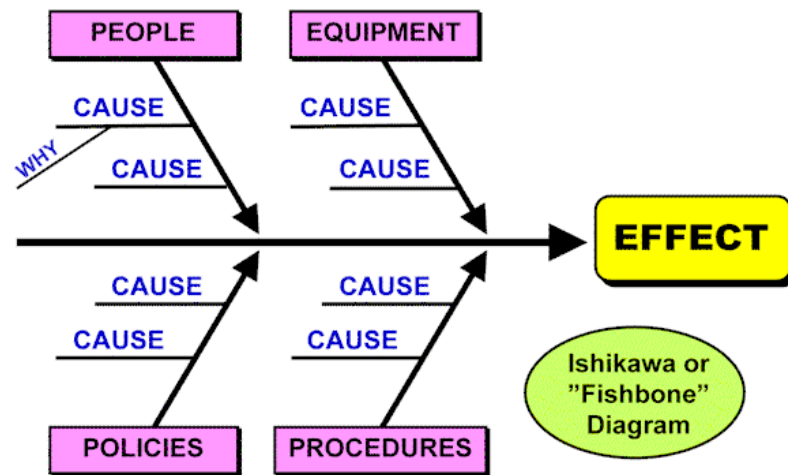 PEOPLE
EQUIPMENT
CAUSE
CAUSE
WHY
CAUSE
CAUSE
EFFECT
CAUSE
CAUSE
CAUSE
CAUSE
Ishikawa or
”Fishbone”
Diagram
POLICIES
PROCEDURES